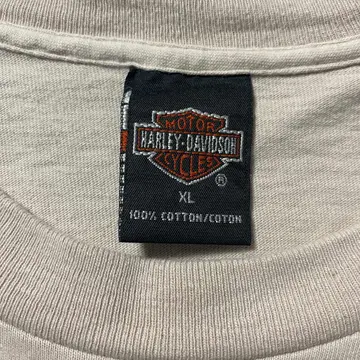 MOTOR
HARLEY-DAVIDSON
CYCLES
®
XL
100% COTTON/COTON